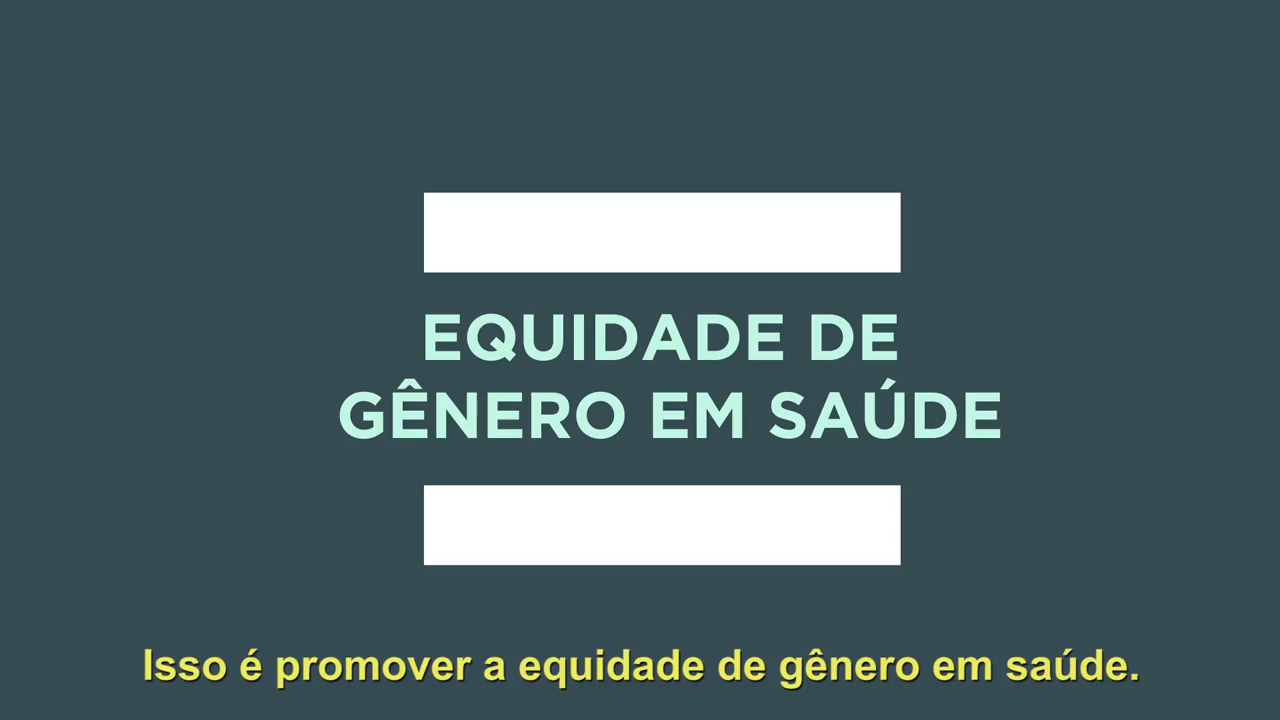 EQUIDADE DE
GÊNERO EM SAÚDE
Isso é promover a equidade de gênero em saúde.